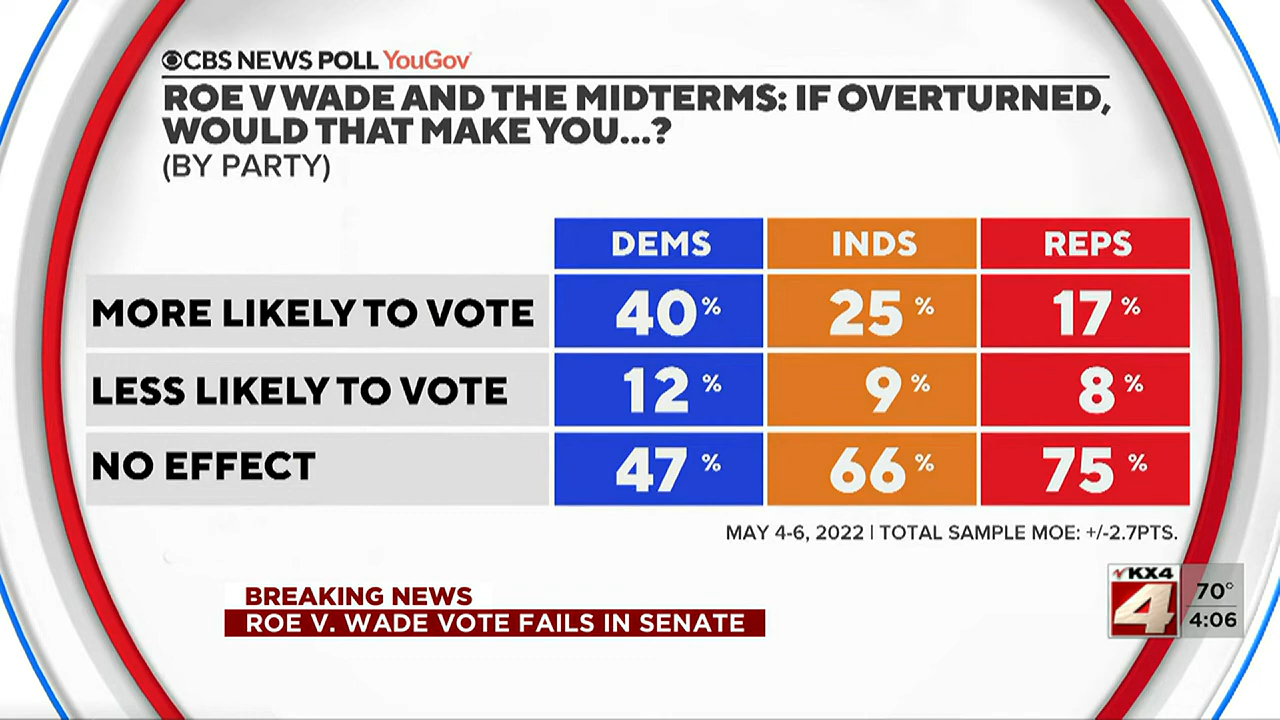 CBS NEWS POLL YouGov
ROE V WADE AND THE MIDTERMS: IF OVERTURNED,
WOULD THAT MAKE YOU...?
(BY PARTY)
DEMS INDS REPS
MORE LIKELY TO VOTE 40% 25% 17%
LESS LIKELY TO VOTE 12% 9% 8%
NO EFFECT 47% 66% 75%
MAY 4-6, 2022 | TOTAL SAMPLE MOE: +/-2.7PTS.
BREAKING NEWS
ROE V. WADE VOTE FAILS IN SENATE
KX4
4
70°
4:06